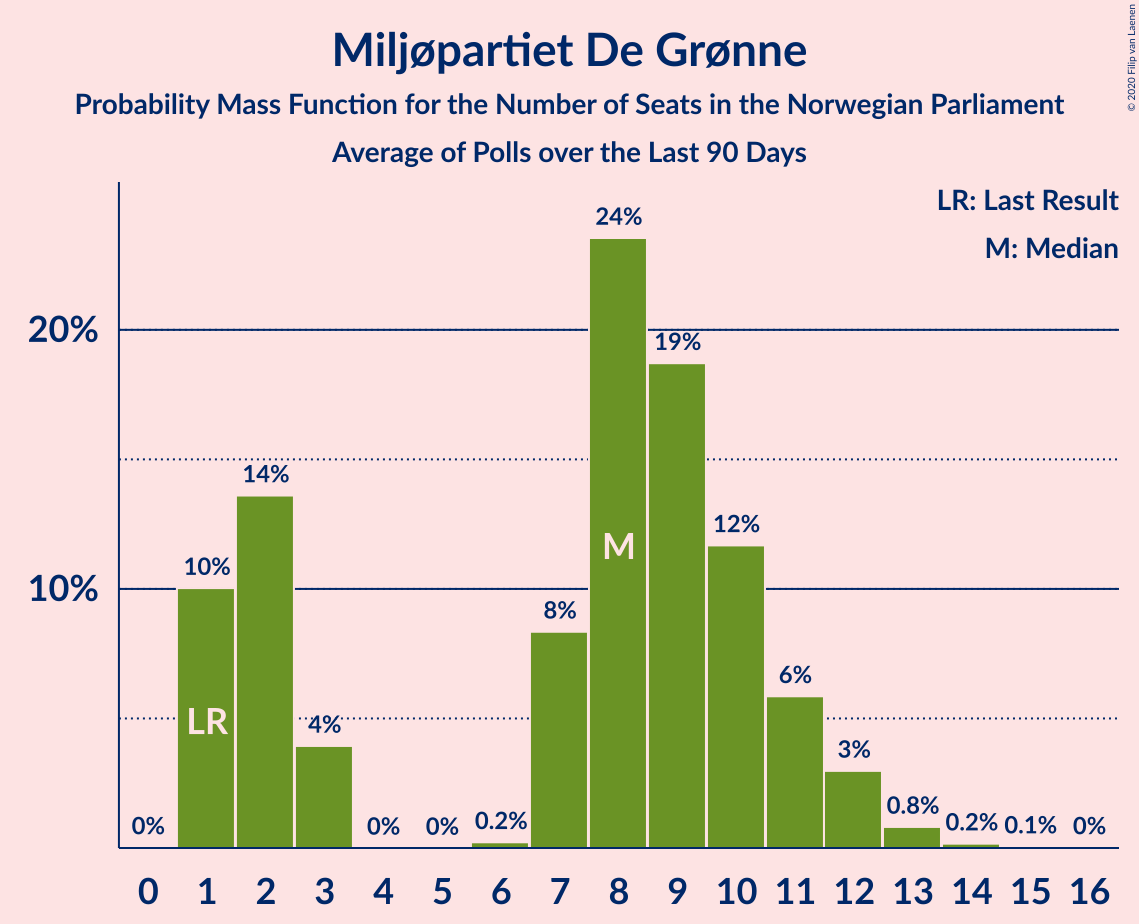 Miljøpartiet De Grønne
Probability Mass Function for the Number of Seats in the Norwegian Parliament
Average of Polls over the Last 90 Days
© 2020 Filip van Laenen
LR: Last Result
M: Median
24%
20%
19%
14%
12%
10%
10%
8%
6%
4%
3%
0%
0%
0%
0.2%
0.8%
0.2%
0.1%
0%
LR
M
0 1 2 3 4 5 6 7 8 9 10 11 12 13 14 15 16